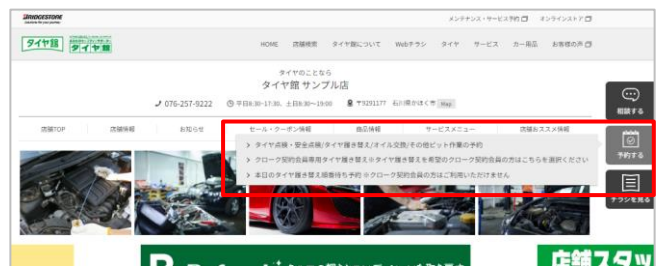 BRIDGESTONE
メンテナンス・サービス予約
オンラインストア
タイヤ館
タイヤ館
HOME 店舗検索 タイヤ館について Webチラシ タイヤ サービス カー用品 お客様の声
タイヤのことなら
タイヤ館 サンプル店
076-257-9222 平日8:30~17:30、土日8:30~19:00 〒9291177 石川県かほく市 Map
店舗TOP 店舗情報 お知らせ セール・クーポン情報 商品情報 サービスメニュー 店舗おススメ情報
相談する
> タイヤ点検・安全点検/タイヤ履き替え/オイル交換/その他ピット作業の予約
> クローク契約会員専用タイヤ履き替え※タイヤ履き替えを希望のクローク契約会員の方はこちらを選択ください
> 本日のタイヤ履き替え順番待ち予約 ※クローク契約会員の方はご利用いただけません
予約する
チラシを見る
店舗スタッ